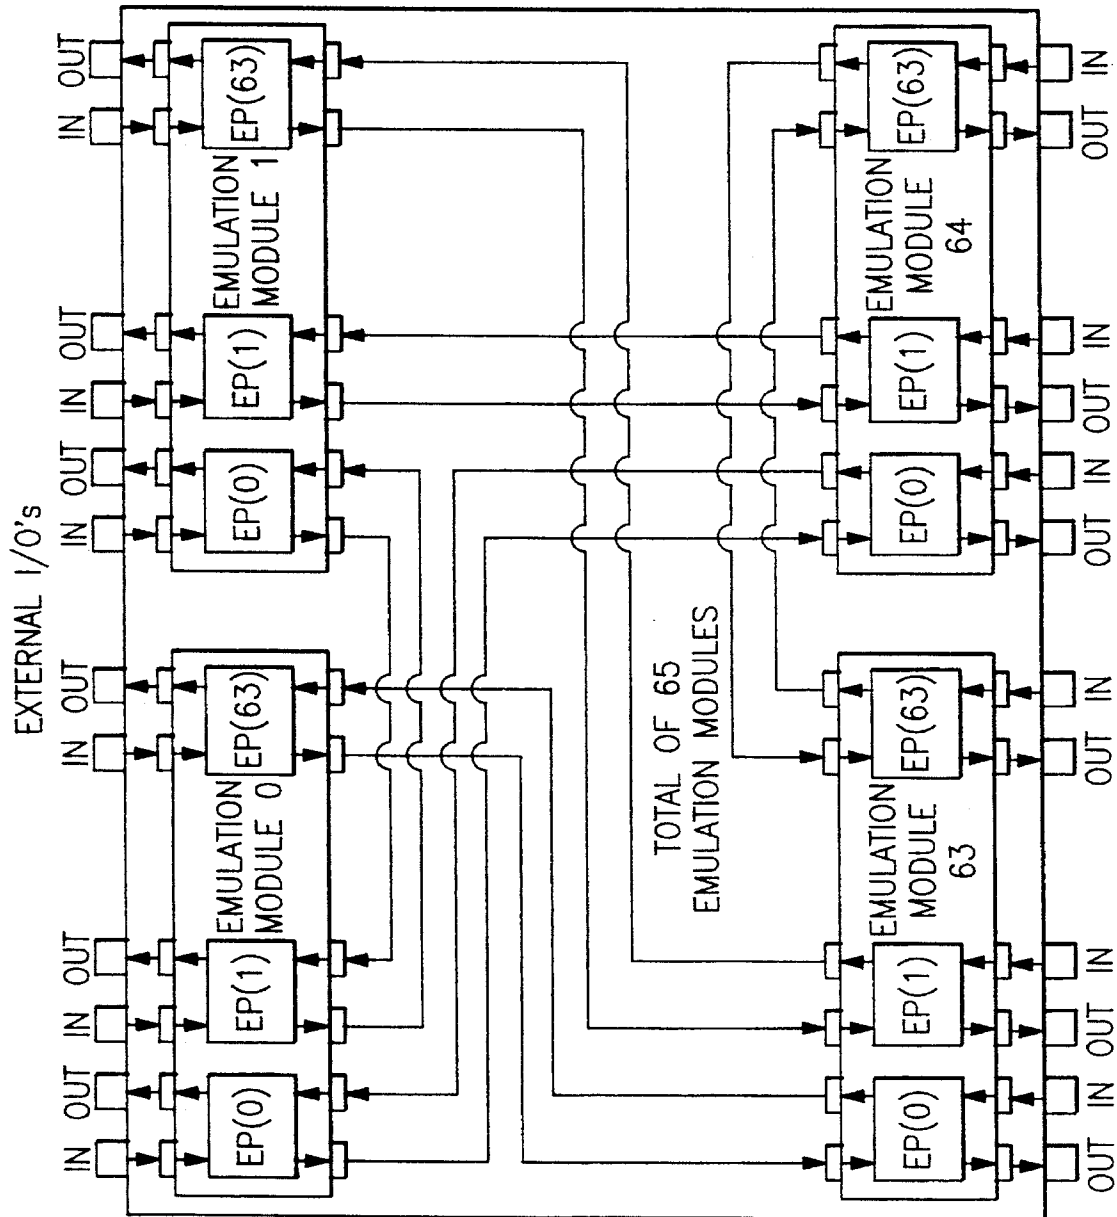 EXTERNAL I/O's
IN
OUT
IN
OUT
IN
OUT
IN
OUT
IN
OUT
IN
OUT
EP(0)
EP(1)
EMULATION
MODULE 0
EP(63)
EP(0)
EP(1)
EMULATION
MODULE 1
EP(63)
TOTAL OF 65
EMULATION MODULES
EP(0)
EP(1)
EMULATION
MODULE
63
EP(63)
EP(0)
EP(1)
EMULATION
MODULE
64
EP(63)
OUT
IN
OUT
IN
OUT
IN
OUT
IN
OUT
IN
OUT
IN